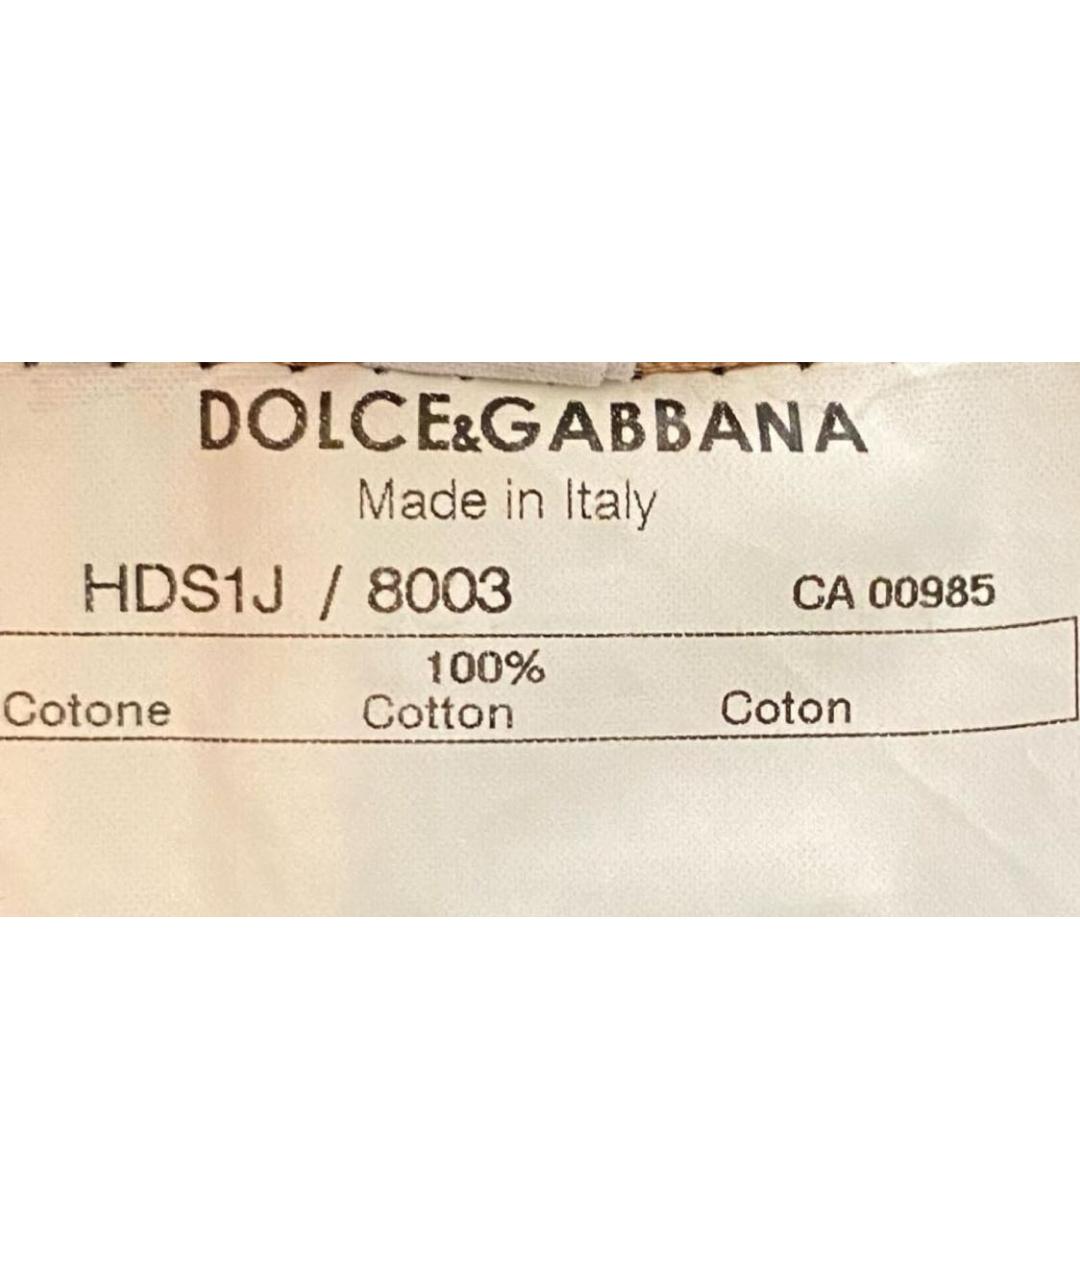 DOLCE&GABBANA
Made in Italy
HDS1J / 8003 CA 00985
100%
Cotone Cotton Coton